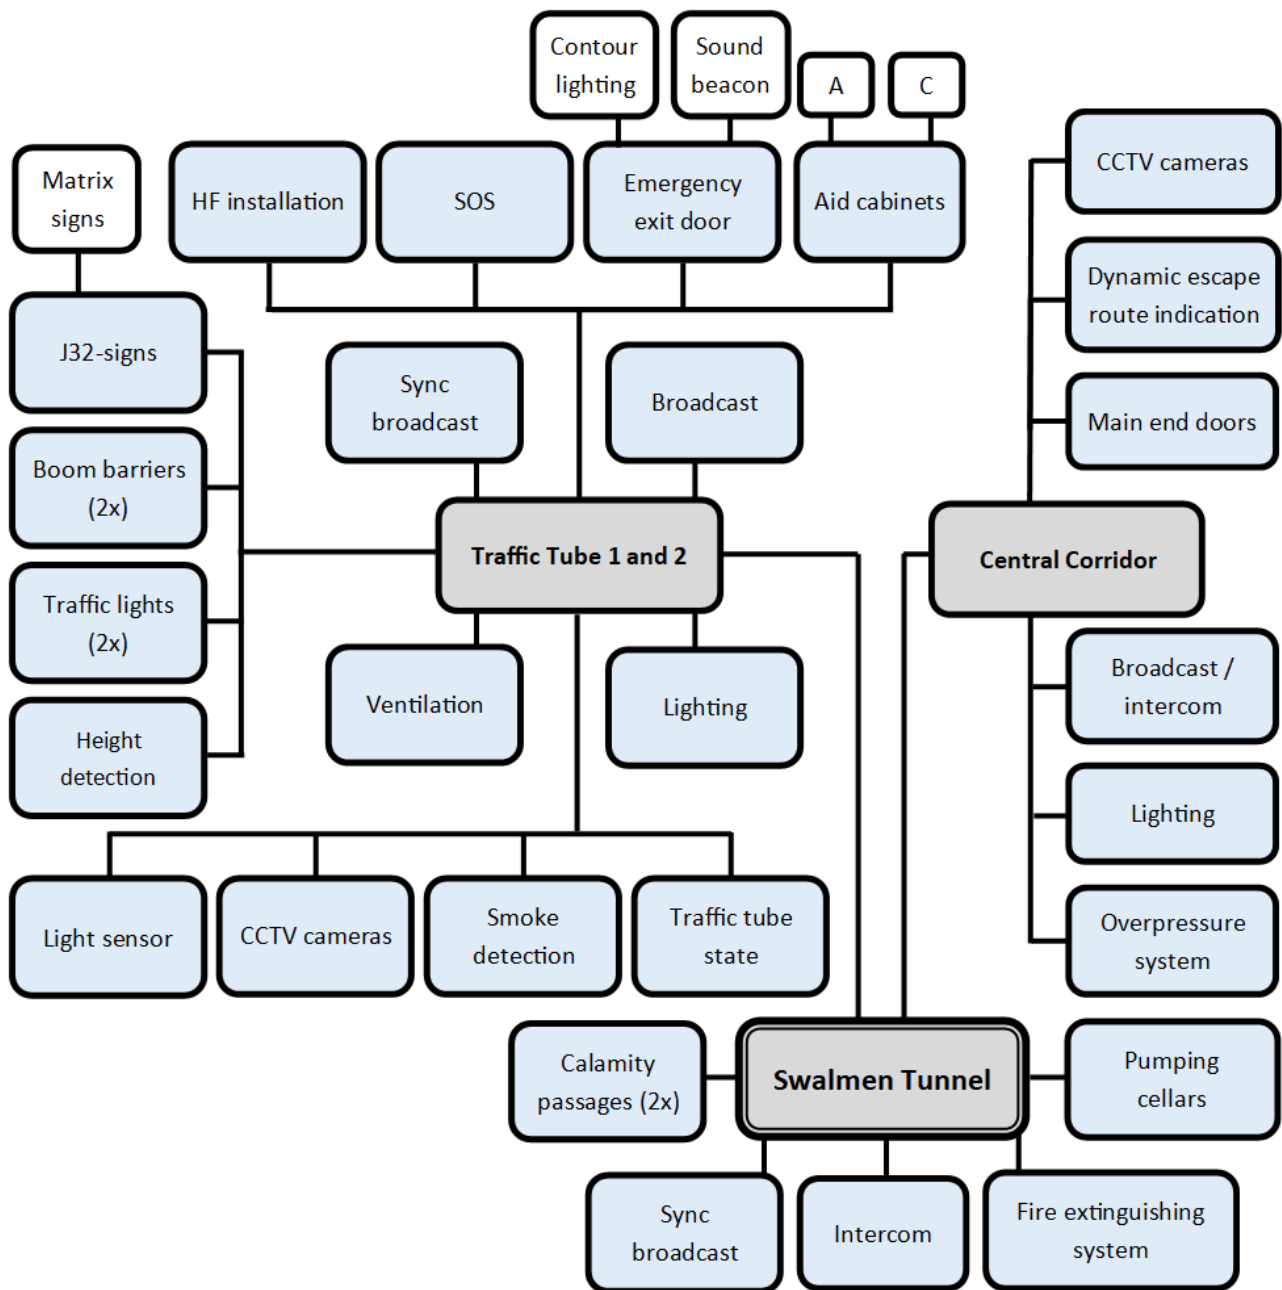 Contour
lighting
Sound
beacon
A
C
Matrix
signs
HF installation
SOS
Emergency
exit door
Aid cabinets
CCTV cameras
Dynamic escape
route indication
Main end doors
J32-signs
Boom barriers
(2x)
Traffic lights
(2x)
Height
detection
Sync
broadcast
Broadcast
Traffic Tube 1 and 2
Central Corridor
Ventilation
Lighting
Broadcast /
intercom
Lighting
Overpressure
system
Light sensor
CCTV cameras
Smoke
detection
Traffic tube
state
Calamity
passages (2x)
Swalmen Tunnel
Pumping
cellars
Sync
broadcast
Intercom
Fire extinguishing
system